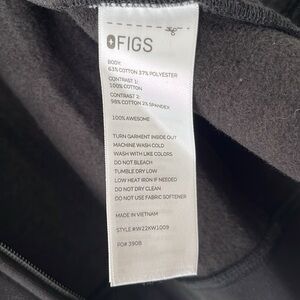 FIGS
BODY:
63% COTTON 37% POLYESTER
CONTRAST 1:
100% COTTON
CONTRAST 2:
98% COTTON 2% SPANDEX
100% AWESOME
TURN GARMENT INSIDE OUT
MACHINE WASH COLD
WASH WITH LIKE COLORS
DO NOT BLEACH
TUMBLE DRY LOW
LOW HEAT IRON IF NEEDED
DO NOT DRY CLEAN
DO NOT USE FABRIC SOFTENER
MADE IN VIETNAM
STYLE#W22KW1009
PO# 3908